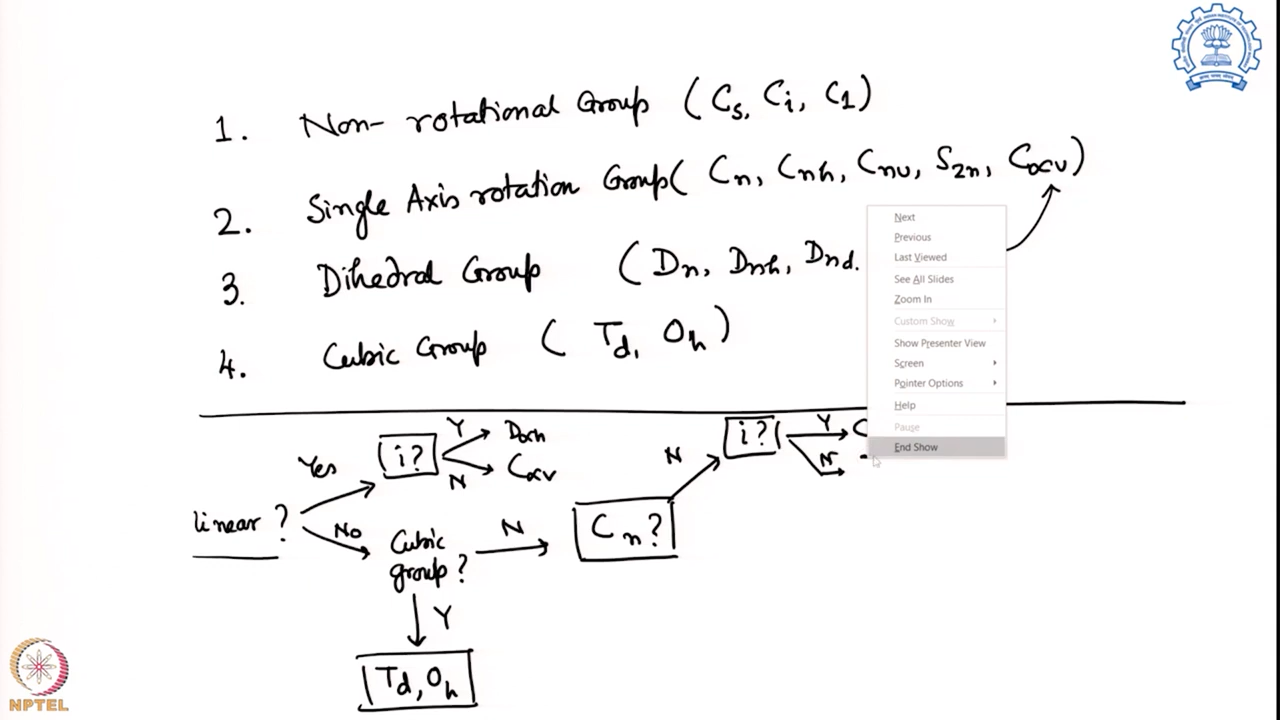 1. Non-rotational Group (Cs, Ci, C1)
2. Single Axis rotation Group( Cn, Cnh, Cnv, S2n, C∝v)
3. Dihedral Group (Dn, Dnh, Dnd.
4. Cubic Group ( Td, Oh)
Next
Previous
Last Viewed
See All Slides
Zoom In
Custom Show
Show Presenter View
Screen
Pointer Options
Help
Pause
End Show
linear?
Yes
i?
Y
D∝h
N
C∝v
No
Cubic
group?
Y
Td, Oh
N
Cn?
N
i?
Y
C
N
NPTEL